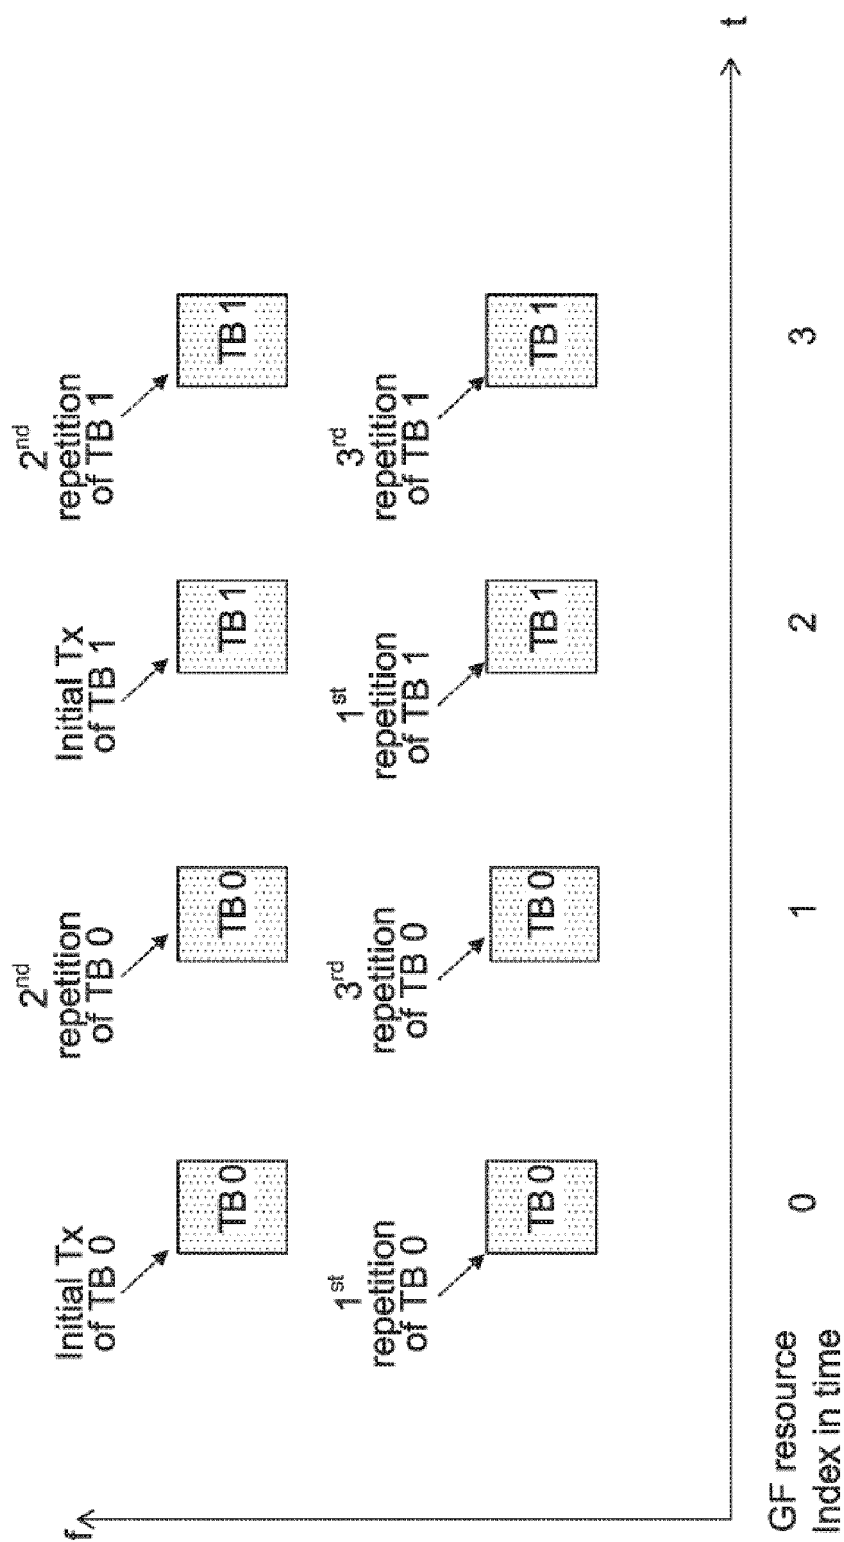 f
Initial Tx
of TB 0
2nd
repetition
of TB 0
Initial Tx
of TB 1
2nd
repetition
of TB 1
TB 0
TB 0
TB 1
TB 1
1st
repetition
of TB 0
3rd
repetition
of TB 0
1st
repetition
of TB 1
3rd
repetition
of TB 1
TB 0
TB 0
TB 1
TB 1
t
GF resource
Index in time
0
1
2
3